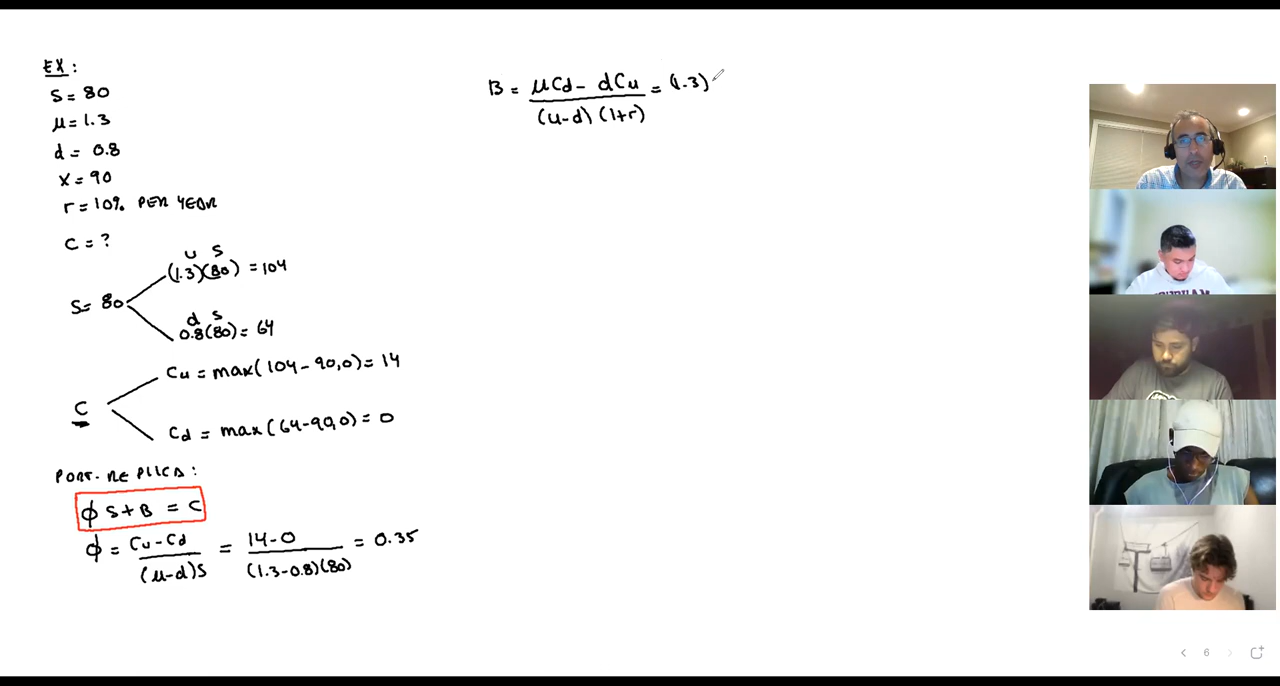 EX:
S = 80
μ = 1.3
d = 0.8
X = 90
r = 10% PER YEAR
C = ?
u S
(1.3)(80) = 104
S = 80
d S
0.8(80) = 64
Cu = max(104 - 90,0) = 14
C
Cd = max(64-90,0) = 0
PORT. REPLICA:
ϕ S + B = C
ϕ = Cu - Cd / (μ-d)S = 14-0 / (1.3-0.8)(80) = 0.35
B = μCd - dCu / (u-d)(1+r) = (1.3)
6